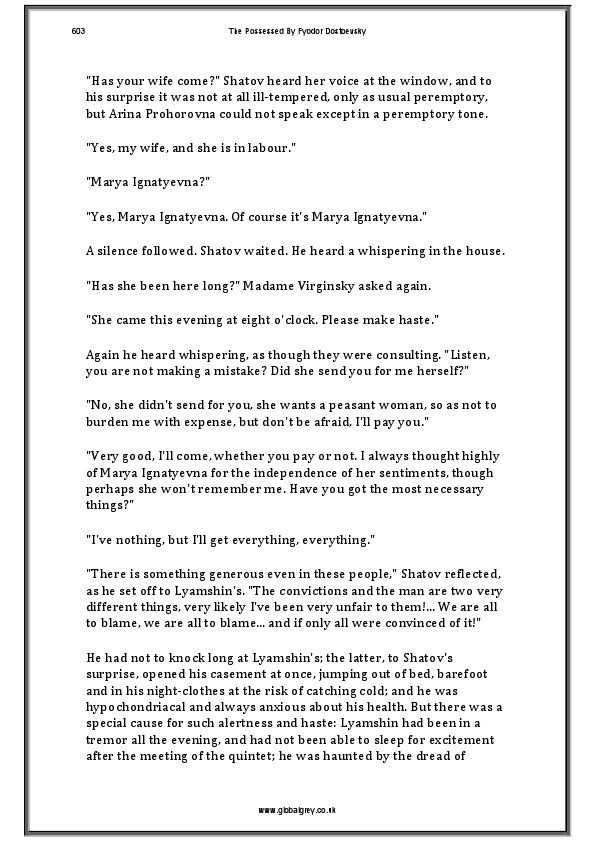 603
The Possessed By Fyodor Dostoevsky
"Has your wife come?" Shatov heard her voice at the window, and to
his surprise it was not at all ill-tempered, only as usual peremptory,
but Arina Prohorovna could not speak except in a peremptory tone.
"Yes, my wife, and she is in labour."
"Marya Ignatyevna?"
"Yes, Marya Ignatyevna. Of course it's Marya Ignatyevna."
A silence followed. Shatov waited. He heard a whispering in the house.
"Has she been here long?" Madame Virginsky asked again.
"She came this evening at eight o'clock. Please make haste."
Again he heard whispering, as though they were consulting. "Listen,
you are not making a mistake? Did she send you for me herself?"
"No, she didn't send for you, she wants a peasant woman, so as not to
burden me with expense, but don't be afraid, I'll pay you."
"Very good, I'll come, whether you pay or not. I always thought highly
of Marya Ignatyevna for the independence of her sentiments, though
perhaps she won't remember me. Have you got the most necessary
things?"
"I've nothing, but I'll get everything, everything."
"There is something generous even in these people," Shatov reflected,
as he set off to Lyamshin's. "The convictions and the man are two very
different things, very likely I've been very unfair to them!... We are all
to blame, we are all to blame... and if only all were convinced of it!"
He had not to knock long at Lyamshin's; the latter, to Shatov's
surprise, opened his casement at once, jumping out of bed, barefoot
and in his night-clothes at the risk of catching cold; and he was
hypochondriacal and always anxious about his health. But there was a
special cause for such alertness and haste: Lyamshin had been in a
tremor all the evening, and had not been able to sleep for excitement
after the meeting of the quintet; he was haunted by the dread of
www.globalgrey.co.uk